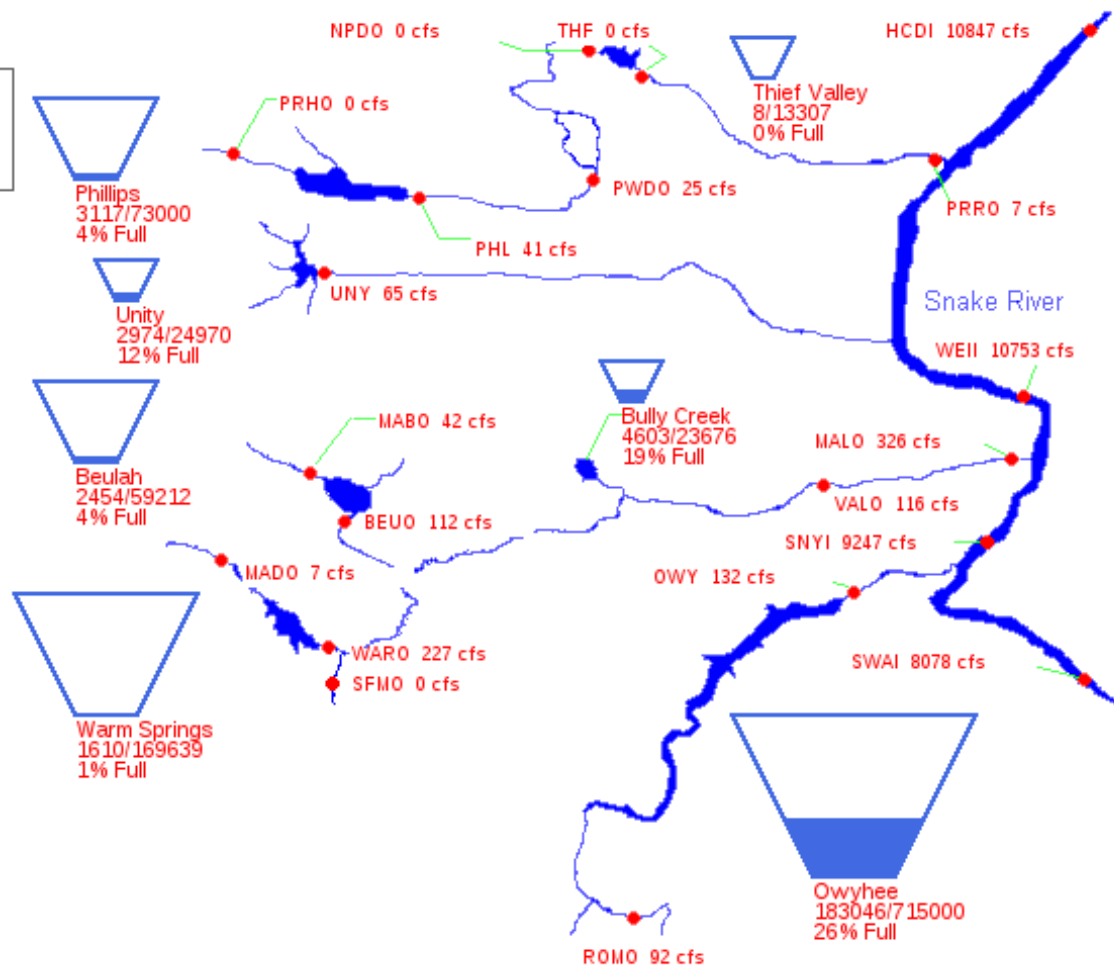 NPDO 0 cfs
THF 0 cfs
HCDI 10847 cfs
Thief Valley
8/13307
0% Full
PRHO 0 cfs
Phillips
3117/73000
4% Full
PWDO 25 cfs
PRRO 7 cfs
PHL 41 cfs
UNY 65 cfs
Unity
2974/24970
12% Full
Snake River
WEII 10753 cfs
Bully Creek
4603/23676
19% Full
MABO 42 cfs
MALO 326 cfs
Beulah
2454/59212
4% Full
VALO 116 cfs
BEUO 112 cfs
SNYI 9247 cfs
MADO 7 cfs
OWY 132 cfs
WARO 227 cfs
SWAI 8078 cfs
SFMO 0 cfs
Warm Springs
1610/169639
1% Full
Owyhee
183046/715000
26% Full
ROMO 92 cfs